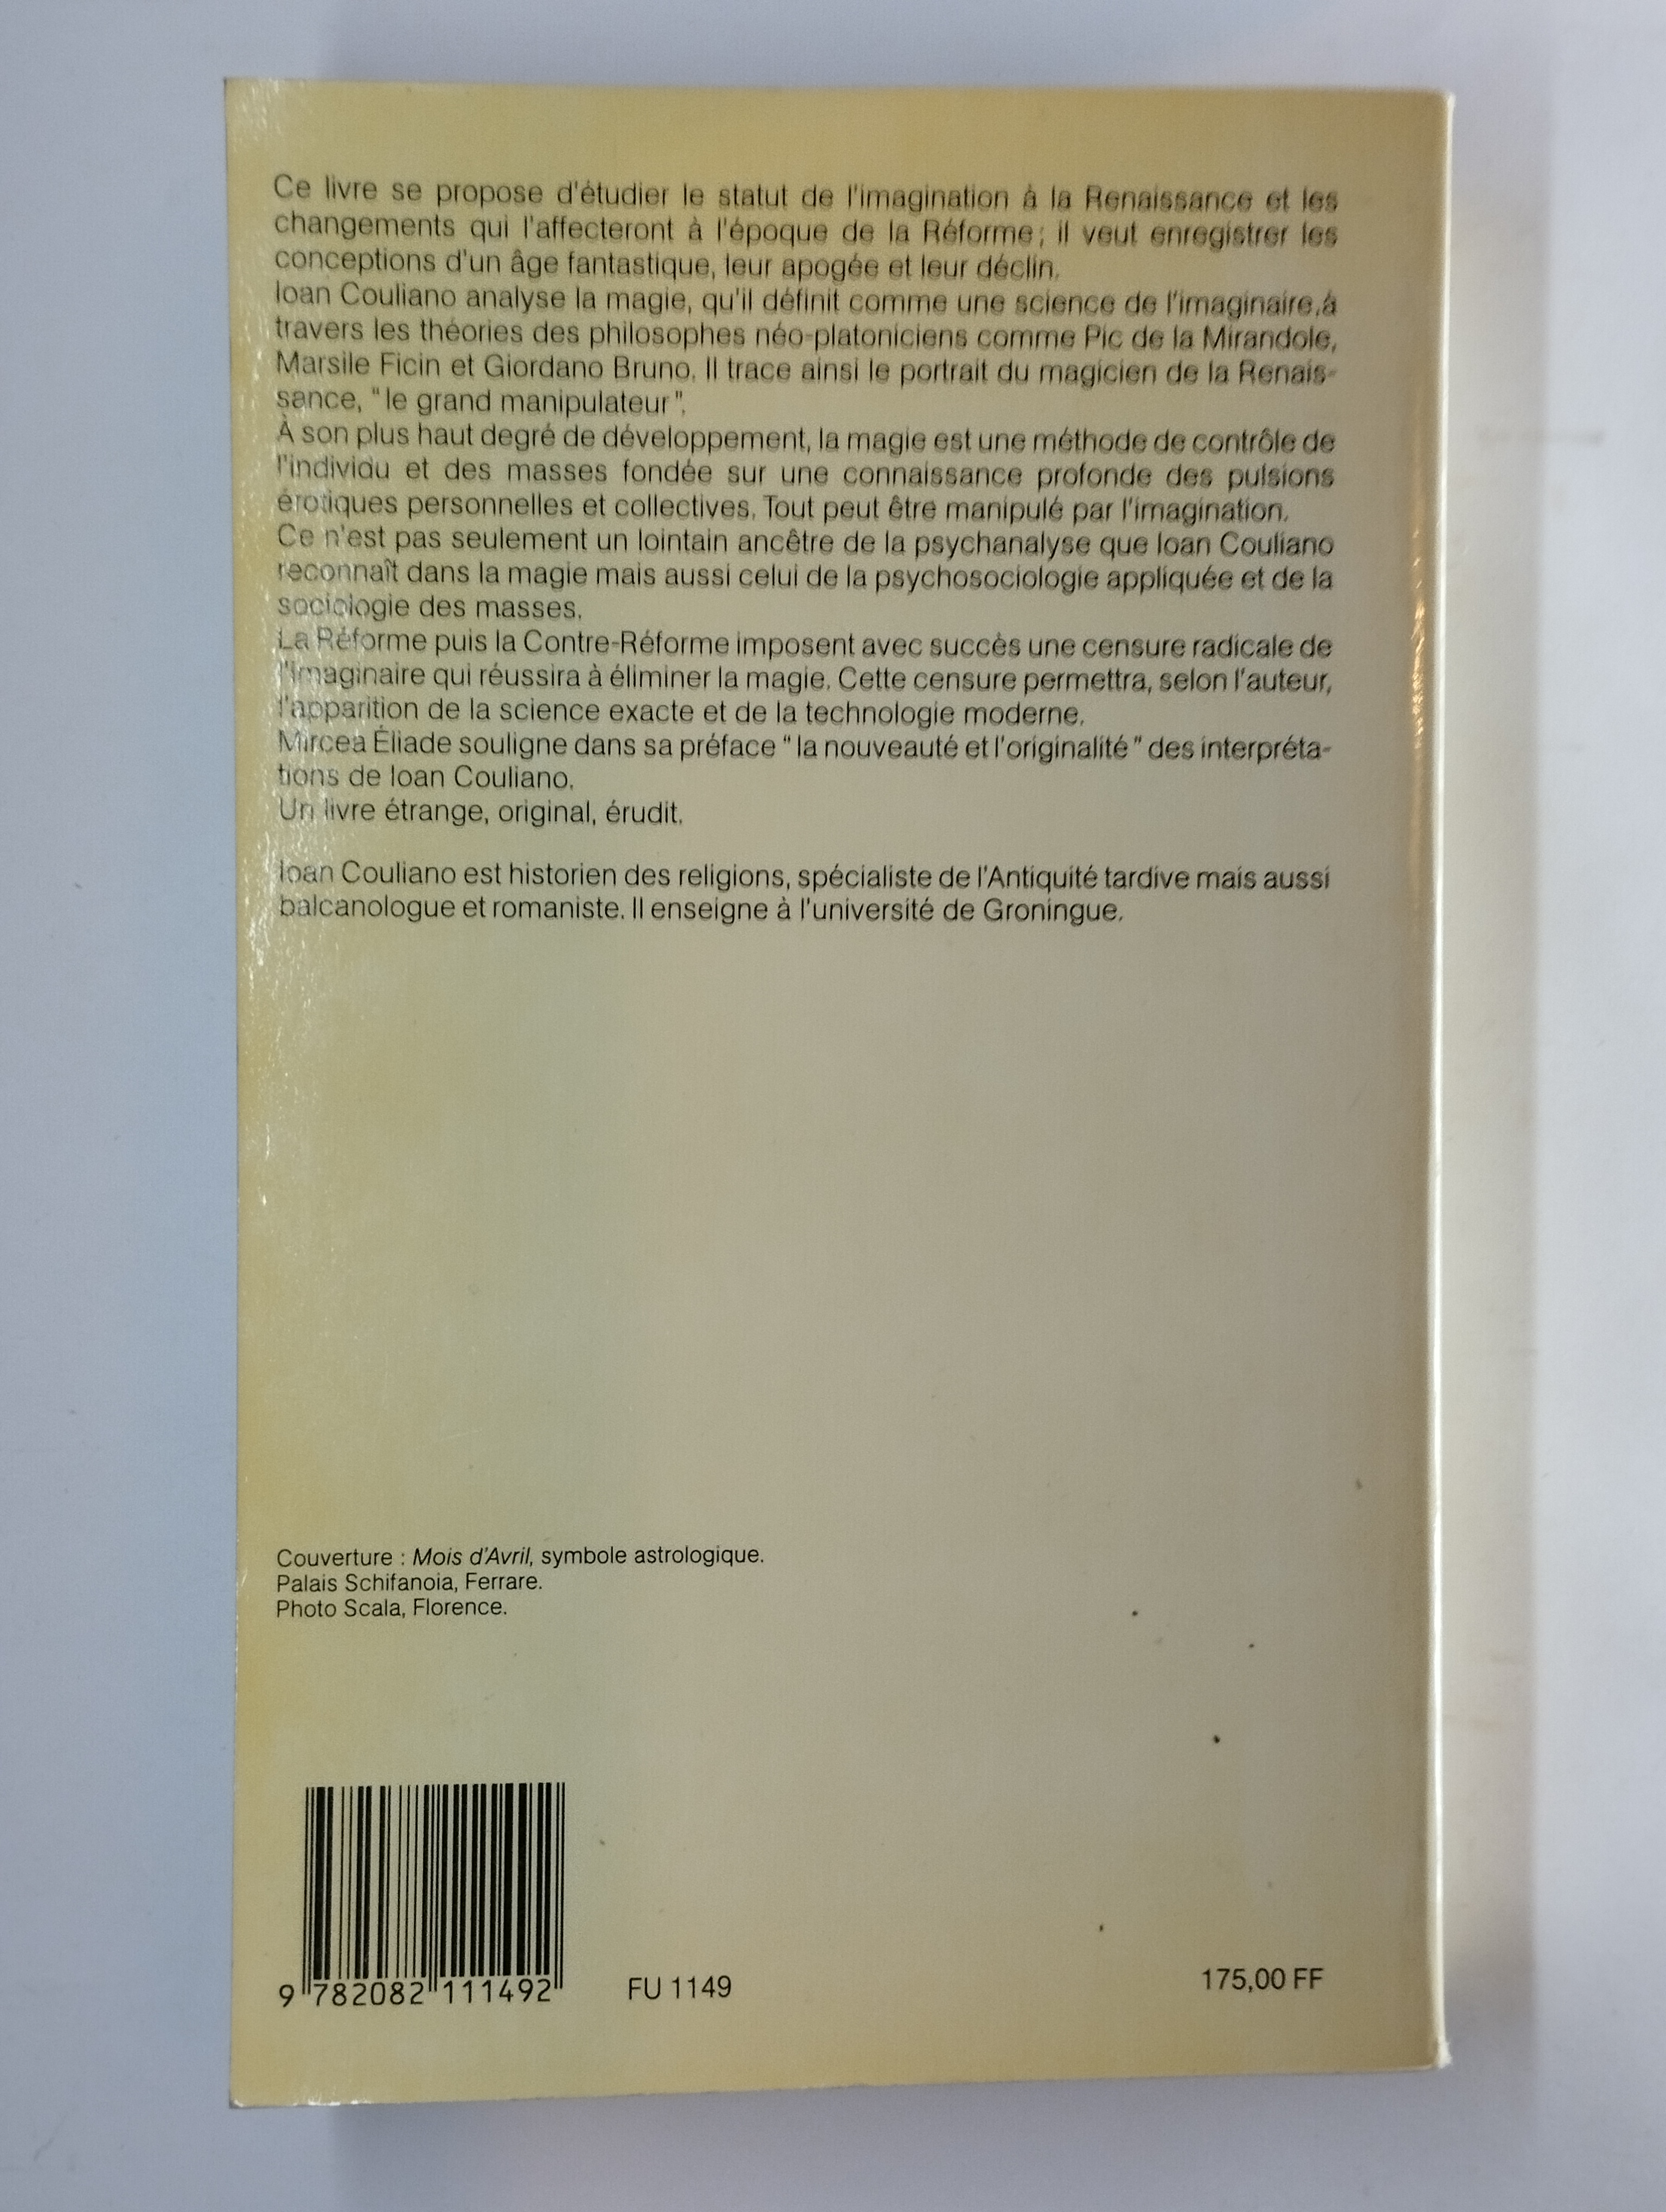 Ce livre se propose d'étudier le statut de l'imagination à la Renaissance et les
changements qui l'affecteront à l'époque de la Réforme; il veut enregistrer les
conceptions d'un âge fantastique, leur apogée et leur déclin.
Ioan Couliano analyse la magie, qu'il définit comme une science de l'imaginaire,à
travers les théories des philosophes néo-platoniciens comme Pic de la Mirandole,
Marsile Ficin et Giordano Bruno. Il trace ainsi le portrait du magicien de la Renais-
sance, "le grand manipulateur".
À son plus haut degré de développement, la magie est une méthode de contrôle de
l'individu et des masses fondée sur une connaissance profonde des pulsions
érotiques personnelles et collectives. Tout peut être manipulé par l'imagination.
Ce n'est pas seulement un lointain ancêtre de la psychanalyse que Ioan Couliano
reconnaît dans la magie mais aussi celui de la psychosociologie appliquée et de la
sociologie des masses.
La Réforme puis la Contre-Réforme imposent avec succès une censure radicale de
l'imaginaire qui réussira à éliminer la magie. Cette censure permettra, selon l'auteur,
l'apparition de la science exacte et de la technologie moderne.
Mircea Éliade souligne dans sa préface "la nouveauté et l'originalité" des interpréta-
tions de Ioan Couliano.
Un livre étrange, original, érudit.
Ioan Couliano est historien des religions, spécialiste de l'Antiquité tardive mais aussi
balcanologue et romaniste. Il enseigne à l'université de Groningue.
Couverture : Mois d'Avril, symbole astrologique.
Palais Schifanoia, Ferrare.
Photo Scala, Florence.
9 782082 111492
FU 1149
175,00 FF